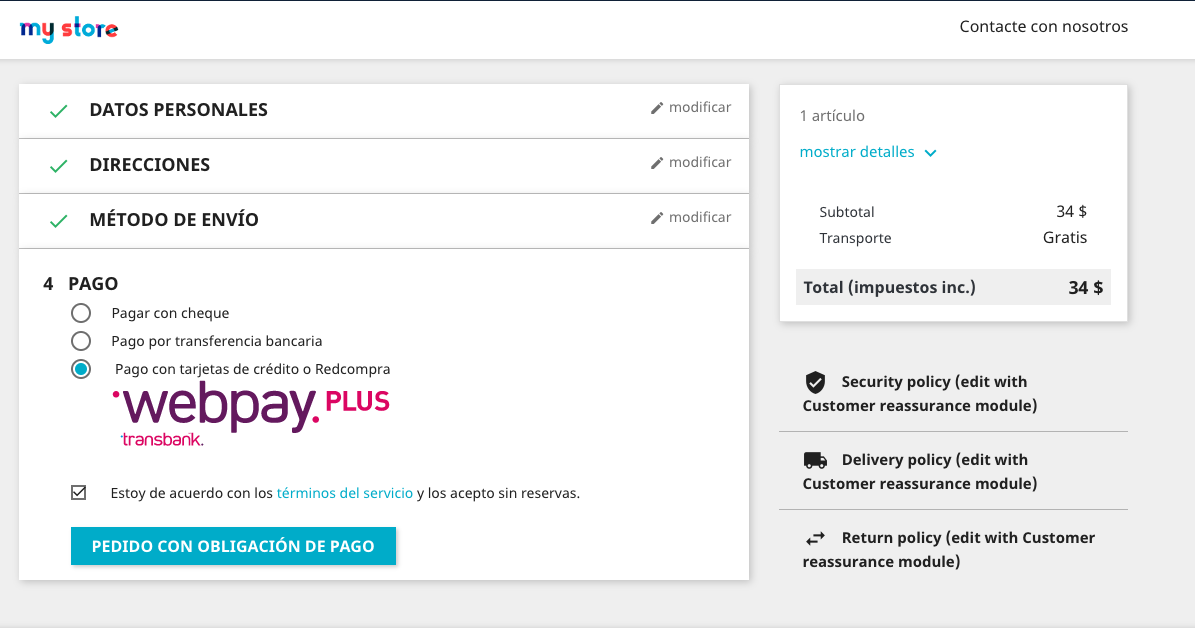 my store
Contacte con nosotros
DATOS PERSONALES
modificar
DIRECCIONES
modificar
MÉTODO DE ENVÍO
modificar
4 PAGO
Pagar con cheque
Pago por transferencia bancaria
Pago con tarjetas de crédito o Redcompra
webpay. PLUS
transbank.
Estoy de acuerdo con los términos del servicio y los acepto sin reservas.
PEDIDO CON OBLIGACIÓN DE PAGO
1 artículo
mostrar detalles
Subtotal 34 $
Transporte Gratis
Total (impuestos inc.) 34 $
Security policy (edit with
Customer reassurance module)
Delivery policy (edit with
Customer reassurance module)
Return policy (edit with Customer
reassurance module)